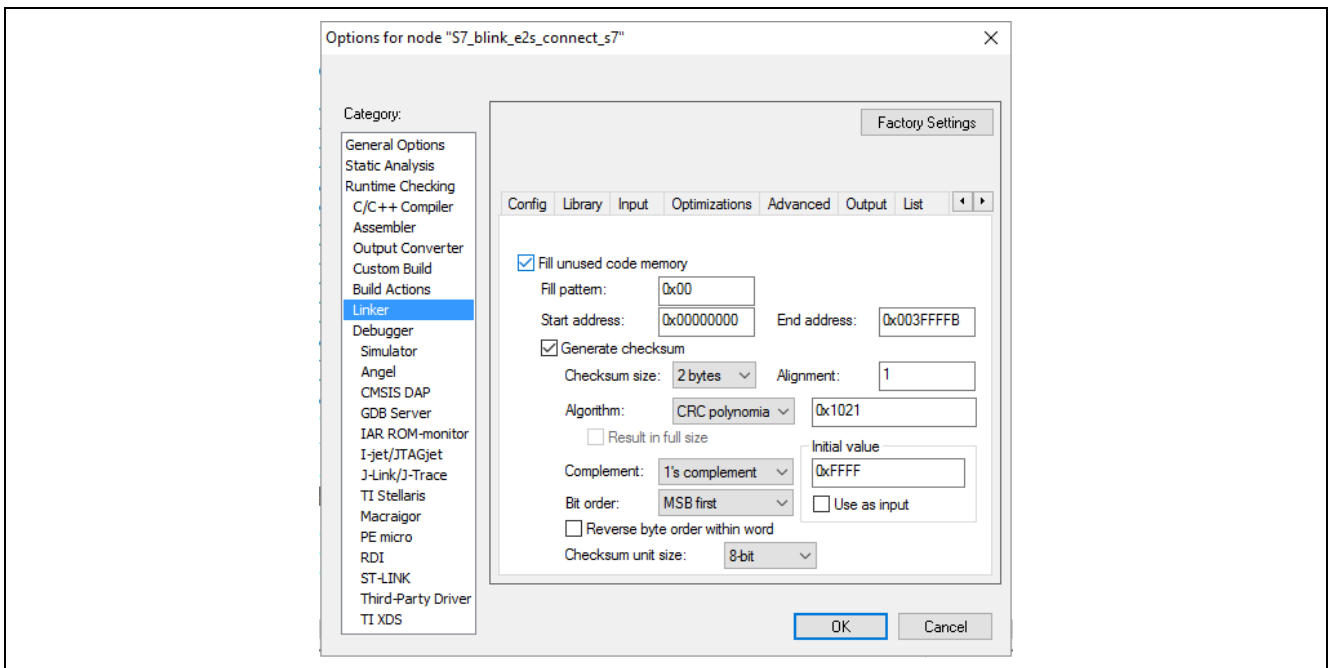 Options for node "S7_blink_e2s_connect_s7"
Category:
General Options
Static Analysis
Runtime Checking
C/C++ Compiler
Assembler
Output Converter
Custom Build
Build Actions
Linker
Debugger
Simulator
Angel
CMSIS DAP
GDB Server
IAR ROM-monitor
I-jet/JTAGjet
J-Link/J-Trace
TI Stellaris
Macraigor
PE micro
RDI
ST-LINK
Third-Party Driver
TI XDS
Factory Settings
Config Library Input Optimizations Advanced Output List
Fill unused code memory
Fill pattern: 0x00
Start address: 0x00000000 End address: 0x003FFFFB
Generate checksum
Checksum size: 2 bytes Alignment: 1
Algorithm: CRC polynomia 0x1021
Result in full size
Initial value
Complement: 1's complement 0xFFFF
Bit order: MSB first Use as input
Reverse byte order within word
Checksum unit size: 8-bit
OK Cancel